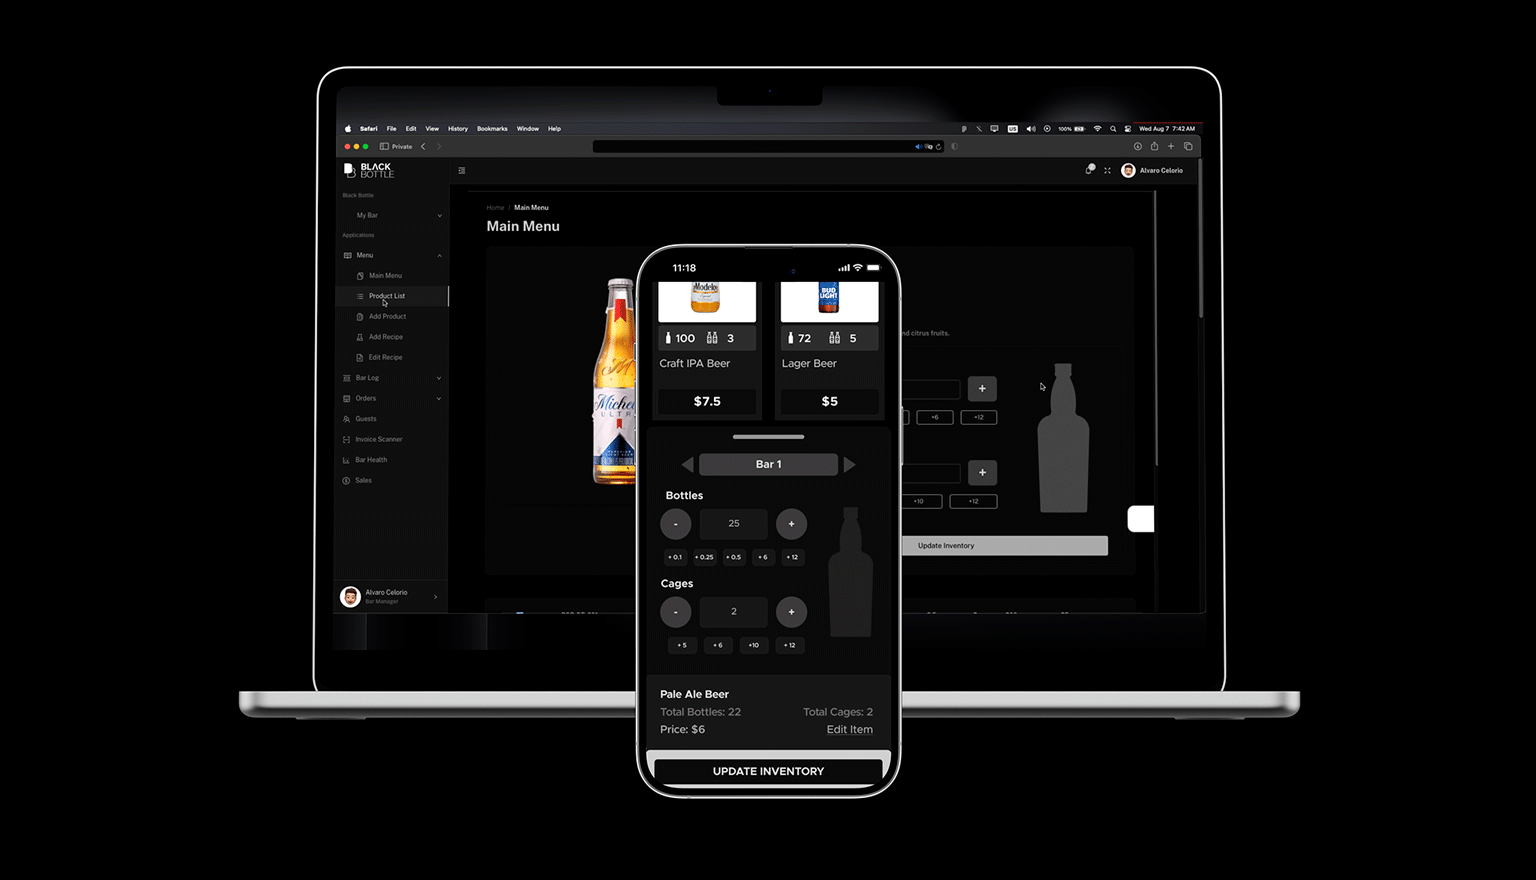 Safari File Edit View History Bookmarks Window Help
US 100% Wed Aug 7 7:42 AM
Private
BLACK
BOTTLE
Alvaro Celorio
Black Bottle
My Bar
Applications
Menu
Main Menu
Product List
Add Product
Add Recipe
Edit Recipe
Bar Log
Orders
Guests
Invoice Scanner
Bar Health
Sales
Alvaro Celorio
Bar Manager
Home / Main Menu
Main Menu
Michel
ULTR
nd citrus fruits.
+
+6 +12
+
+10 +12
Update Inventory
11:18
Modelo
BUD
LIGHT
100 3
72 5
Craft IPA Beer
Lager Beer
$7.5
$5
Bar 1
Bottles
- 25 +
+ 0.1 + 0.25 + 0.5 + 6 + 12
Cages
- 2 +
+ 5 + 6 +10 + 12
Pale Ale Beer
Total Bottles: 22 Total Cages: 2
Price: $6 Edit Item
UPDATE INVENTORY